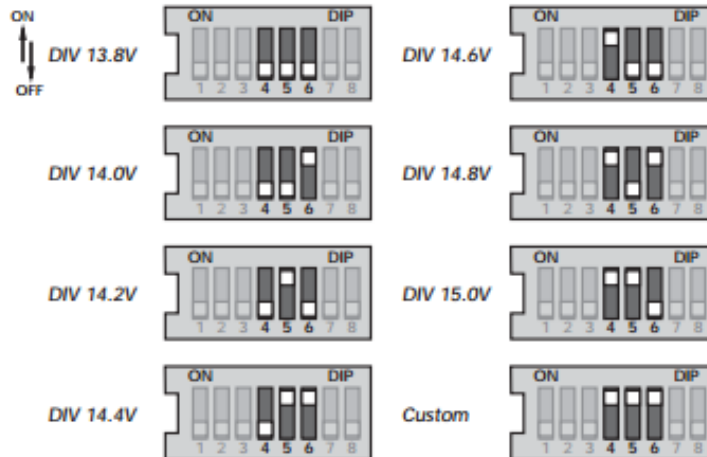 ON
OFF
DIV 13.8V
ON DIP
1 2 3 4 5 6 7 8
DIV 14.6V
ON DIP
1 2 3 4 5 6 7 8
DIV 14.0V
ON DIP
1 2 3 4 5 6 7 8
DIV 14.8V
ON DIP
1 2 3 4 5 6 7 8
DIV 14.2V
ON DIP
1 2 3 4 5 6 7 8
DIV 15.0V
ON DIP
1 2 3 4 5 6 7 8
DIV 14.4V
ON DIP
1 2 3 4 5 6 7 8
Custom
ON DIP
1 2 3 4 5 6 7 8